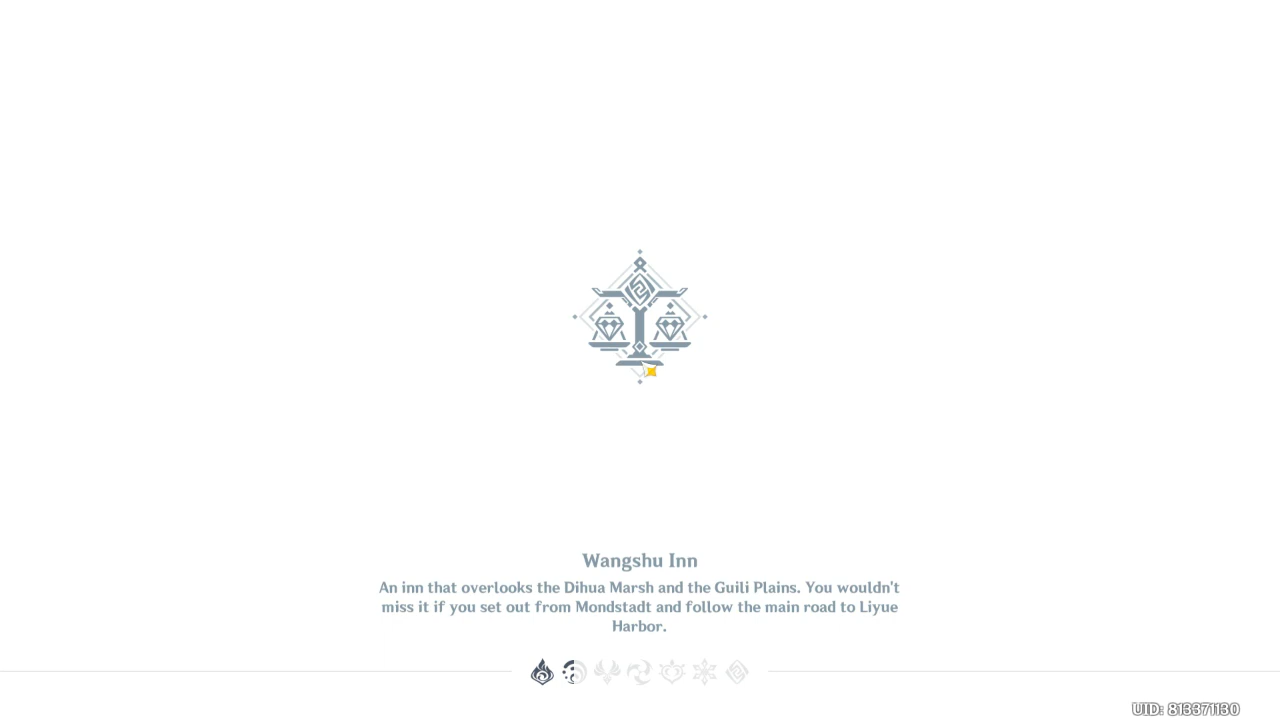 Wangshu Inn
An inn that overlooks the Dihua Marsh and the Guili Plains. You wouldn't
miss it if you set out from Mondstadt and follow the main road to Liyue
Harbor.
UID: 813371130